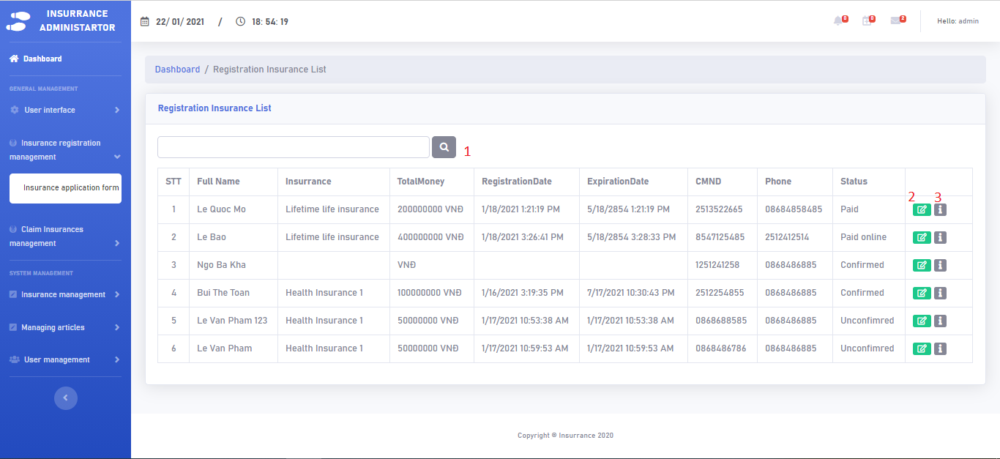 INSURRANCE
ADMINISTARTOR
22/ 01/ 2021 / 18: 54: 19
0 0 2 Hello: admin
Dashboard
GENERAL MANAGEMENT
User interface
Insurance registration
management
Insurance application form
Claim Insurances
management
SYSTEM MANAGEMENT
Insurance management
Managing articles
User management
Dashboard / Registration Insurance List
Registration Insurance List
1
STT Full Name Insurrance TotalMoney RegistrationDate ExpirationDate CMND Phone Status
2 3
1 Le Quoc Mo Lifetime life insurance 200000000 VNĐ 1/18/2021 1:21:19 PM 5/18/2854 1:21:19 PM 2513522665 08684858485 Paid
2 Le Bao Lifetime life insurance 400000000 VNĐ 1/18/2021 3:26:41 PM 5/18/2854 3:28:33 PM 8547125485 2512412514 Paid online
3 Ngo Ba Kha VNĐ 1251241258 0868486885 Confirmed
4 Bui The Toan Health Insurance 1 100000000 VNĐ 1/16/2021 3:19:35 PM 7/17/2021 10:30:43 PM 2512254855 0868486885 Confirmed
5 Le Van Pham 123 Health Insurance 1 50000000 VNĐ 1/17/2021 10:53:38 AM 1/17/2021 10:53:38 AM 0868688585 0868486885 Unconfimred
6 Le Van Pham Health Insurance 1 50000000 VNĐ 1/17/2021 10:59:53 AM 1/17/2021 10:59:53 AM 0868486786 0868486885 Unconfimred
Copyright © Insurrance 2020